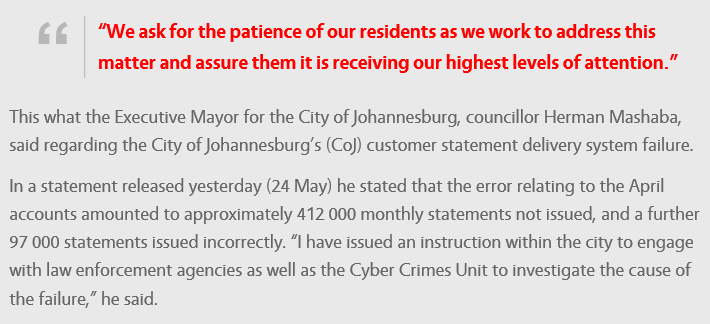 “We ask for the patience of our residents as we work to address this
matter and assure them it is receiving our highest levels of attention.”
This what the Executive Mayor for the City of Johannesburg, councillor Herman Mashaba,
said regarding the City of Johannesburg’s (CoJ) customer statement delivery system failure.
In a statement released yesterday (24 May) he stated that the error relating to the April
accounts amounted to approximately 412 000 monthly statements not issued, and a further
97 000 statements issued incorrectly. “I have issued an instruction within the city to engage
with law enforcement agencies as well as the Cyber Crimes Unit to investigate the cause of
the failure,” he said.